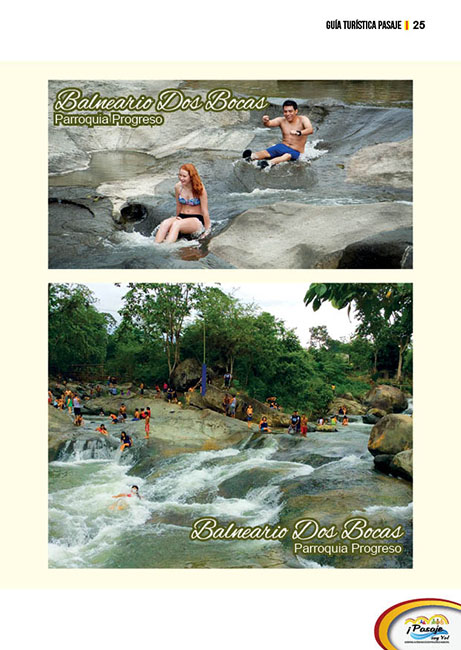 GUÍA TURÍSTICA PASAJE | 25
Balneario Dos Bocas
Parroquia Progreso
Balneario Dos Bocas
Parroquia Progreso
¡Pasaje
soy Yo!